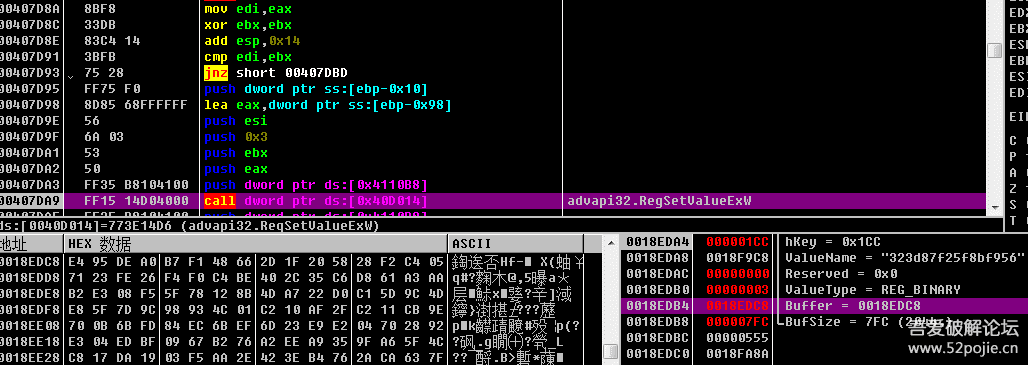 00407D8A 8BF8 mov edi,eax
00407D8C 33DB xor ebx,ebx
00407D8E 83C4 14 add esp,0x14
00407D91 3BFB cmp edi,ebx
00407D93 75 28 jnz short 00407DBD
00407D95 FF75 F0 push dword ptr ss:[ebp-0x10]
00407D98 8D85 68FFFFFF lea eax,dword ptr ss:[ebp-0x98]
00407D9E 56 push esi
00407D9F 6A 03 push 0x3
00407DA1 53 push ebx
00407DA2 50 push eax
00407DA3 FF35 B8104100 push dword ptr ds:[0x4110B8]
00407DA9 FF15 14D04000 call dword ptr ds:[0x40D014] advapi32.RegSetValueExW
ds:[0040D014]=773E14D6 (advapi32.RegSetValueExW)
地址 HEX 数据 ASCII
0018EDC8 E4 95 DE A0 B7 F1 48 66 2D 1F 20 58 28 F2 C4 05
0018EDD8 71 23 FE 26 F4 F0 C4 BE 40 2C 35 C6 D8 61 A3 AA
0018EDE8 B2 E3 08 F5 5F 78 12 8B 4D A7 22 D0 C1 5D 9C 4D
0018EDF8 E8 5F 7D 9C 98 93 4C 01 C2 10 AF 2F C2 11 CB 9E
0018EE08 70 0B 6B FD 84 EC 6B EF 6D 23 E9 E2 04 70 28 92
0018EE18 E3 04 ED BF 09 67 B2 76 A2 EE A9 35 9F A6 5F 4C
0018EE28 C8 17 DA 19 03 F5 AA 2E 42 3E B4 76 2A CA 63 7F
0018EDA4 000001CC hKey = 0x1CC
0018EDA8 0018F9C8 ValueName = "323d87f25f8bf956"
0018EDAC 00000000 Reserved = 0x0
0018EDB0 00000003 ValueType = REG_BINARY
0018EDB4 0018EDC8 Buffer = 0018EDC8
0018EDB8 000007FC BufSize = 7FC
0018EDBC 00000555
0018EDC0 0018FA8A
吾爱破解论坛
www.52pojie.cn